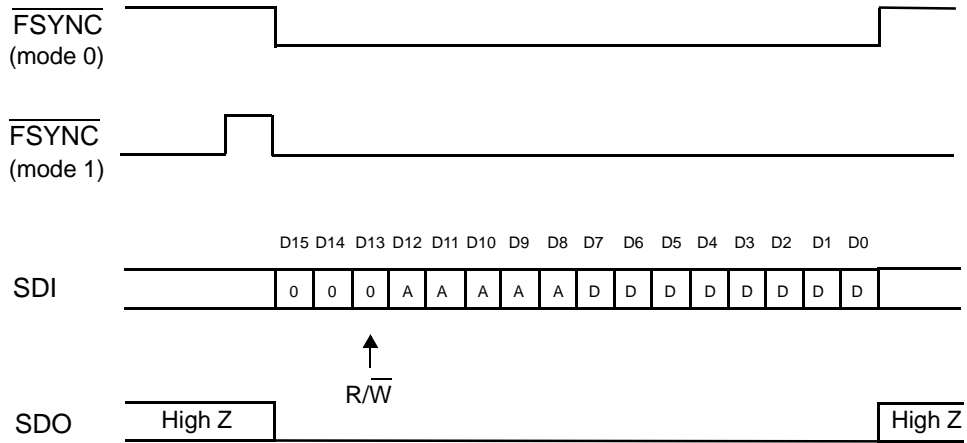 FSYNC
(mode 0)
FSYNC
(mode 1)
D15 D14 D13 D12 D11 D10 D9 D8 D7 D6 D5 D4 D3 D2 D1 D0
SDI 0 0 0 A A A A A D D D D D D D D
R/W
SDO High Z High Z